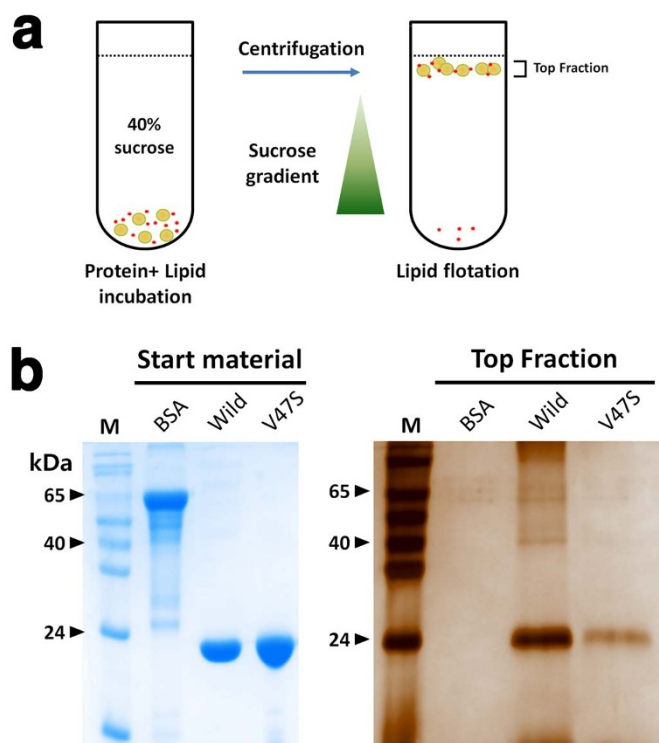 a
Centrifugation
40%
sucrose
Sucrose
gradient
Top Fraction
Protein+ Lipid
incubation
Lipid flotation
b
Start material
Top Fraction
M BSA Wild V47S
M BSA Wild V47S
kDa
65
40
24
65
40
24